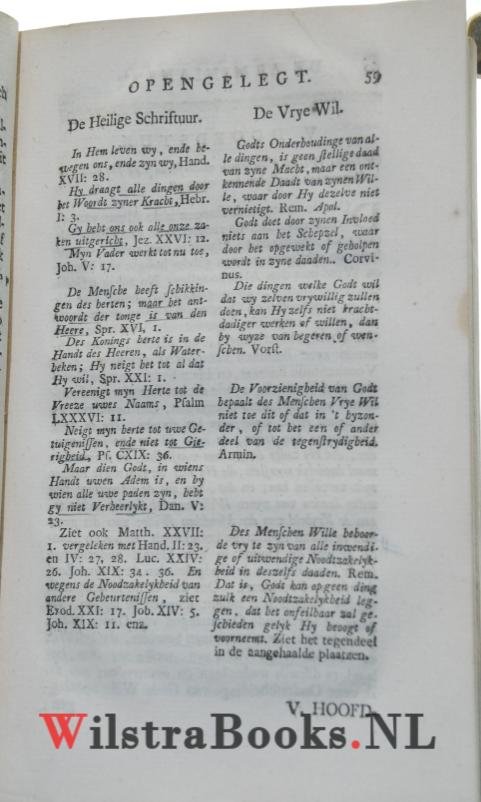 OPENGELEGT. 59
De Heilige Schriftuur.
In Hem leven wy, ende be-
wegen ons, ende zyn wy, Hand.
XVII: 28.
Hy draagt alle dingen door
het Woordt zyner Kracht, Hebr.
I: 3.
Gy hebt ons ook alle onze za-
ken uitgericht, Jez. XXVI: 12.
Myn Vader werkt tot nu toe,
Joh. V: 17.
De Mensche heeft schikkin-
gen des herten; maar het ant-
woordt der tonge is van den
Heere, Spr. XVI, 1.
Des Konings herte is in de
Handt des Heeren, als Water-
beken; Hy neigt het tot al dat
Hy wil, Spr. XXI: 1.
Vereenigt myn Herte tot de
Vreeze uwes Naams, Psalm
LXXXVI: 11.
Neigt myn herte tot uwe Ge-
tuigenissen, ende niet tot Gie-
righeid, Ps. CXIX: 36.
Maar dien Godt, in wiens
Handt uwen Adem is, en by
wien alle uwe paden zyn, hebt
gy niet Verheerlykt, Dan. V:
23.
Ziet ook Matth. XXVII:
1. vergeleken met Hand. II: 23.
en IV: 27, 28. Luc. XXIV:
26. Joh. XIX: 34, 36. En
wegens de Noodzakelykheid van
andere Gebeurtenissen, ziet
Exod. XXI: 17. Joh. XIV: 5.
Joh. XIX: 11. enz.
De Vrye Wil.
Godts Onderhoudinge van al-
le dingen, is geen stellige daad
van zyne Macht, maar een ont-
kennende Daadt van zynen Wil-
le, waar door Hy dezelve niet
vernietigt. Rem. Apol.
Godt doet door zynen Invloed
niets aan het Schepzel, waar
door het opgewekt of geholpen
wordt in zyne daaden.. Corvi-
nus.
Die dingen welke Godt wil
dat wy zelven vrywillig zullen
doen, kan Hy zelfs niet kracht-
dadiger werken of willen, dan
by wyze van begeren of wen-
schen. Vorst.
De Voorzienigheid van Godt
bepaalt des Menschen Vrye Wil
niet toe dit of dat in 't byzon-
der, of tot het een of ander
deel van de tegenstrydigheid.
Armin.
Des Menschen Wille behoor-
de vry te zyn van alle inwendi-
ge of uitwendige Noodtzakelyk-
heid in deszelfs daaden. Rem.
Dat is, Godt kan op geen ding
zulk een Noodtzakelykheid leg-
gen, dat het onfeilbaar zal ge-
schieden gelyk Hy beoogt of
voorneemt. Ziet het tegendeel
in de aangehaalde plaatzen.
V. HOOFD.
WilstraBooks.NL